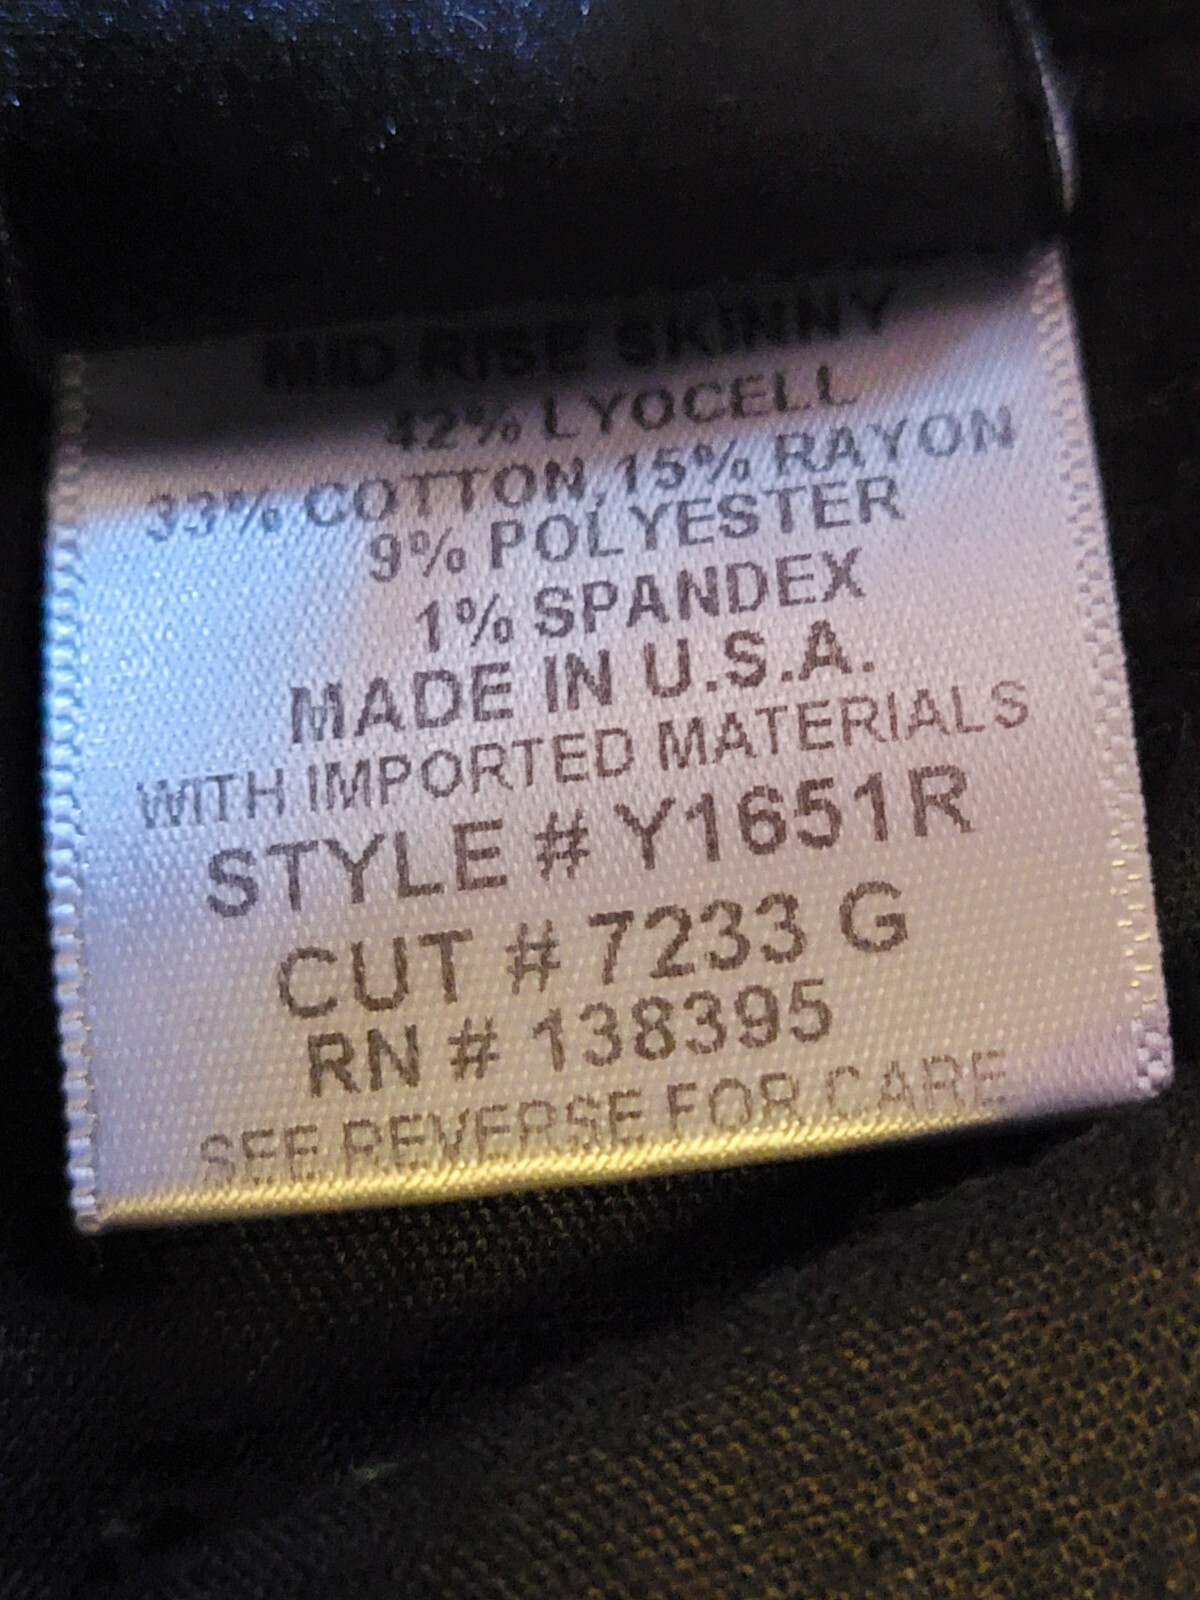 MID RISE SKINNY
42% LYOCELL
33% COTTON, 15% RAYON
9% POLYESTER
1% SPANDEX
MADE IN U.S.A.
WITH IMPORTED MATERIALS
STYLE # Y1651R
CUT # 7233 G
RN # 138395
SEE REVERSE FOR CARE